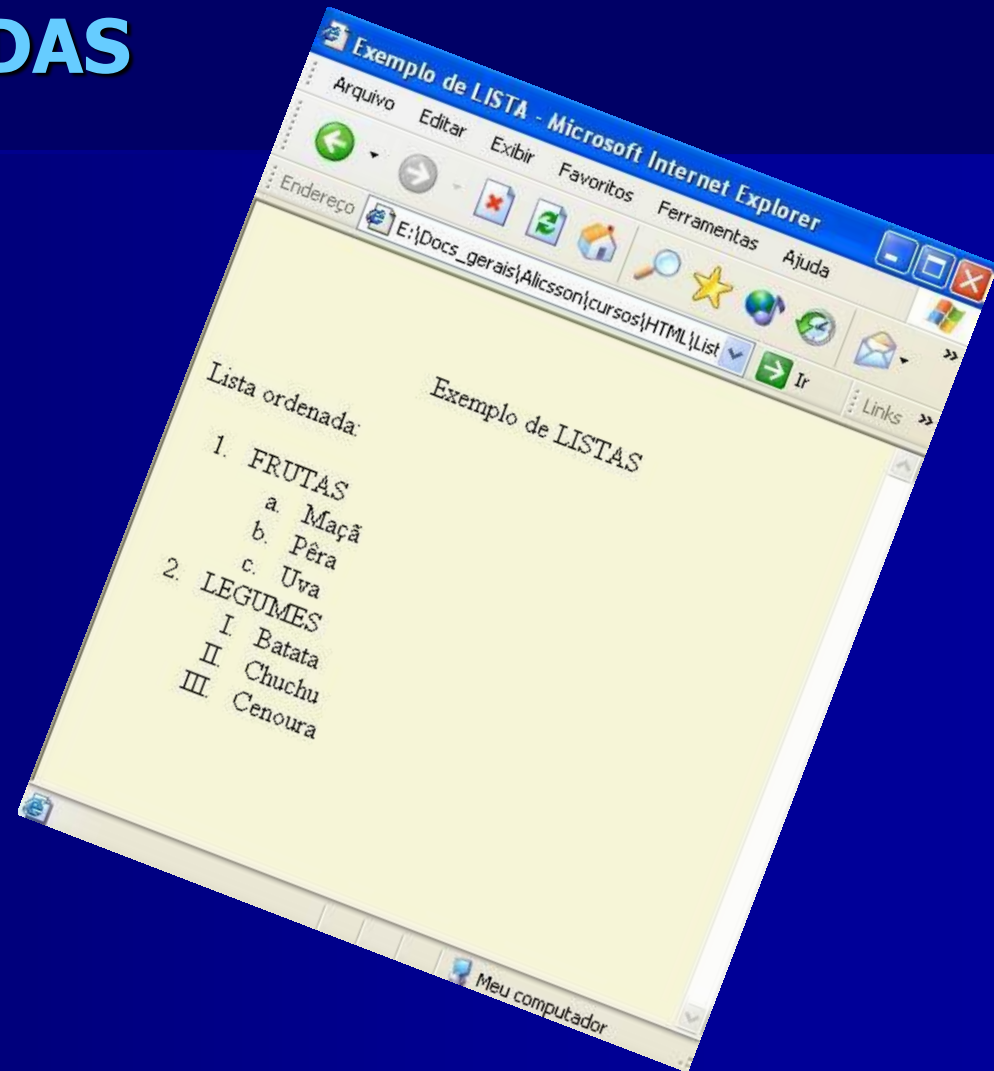 DAS
Exemplo de LISTA - Microsoft Internet Explorer
Arquivo Editar Exibir Favoritos Ferramentas Ajuda
Endereço E:\Docs_gerais\Alicsson\cursos\HTML\List Ir Links »
Exemplo de LISTAS
Lista ordenada:
1. FRUTAS
a. Maçã
b. Pêra
c. Uva
2. LEGUMES
I. Batata
II. Chuchu
III. Cenoura
Meu computador